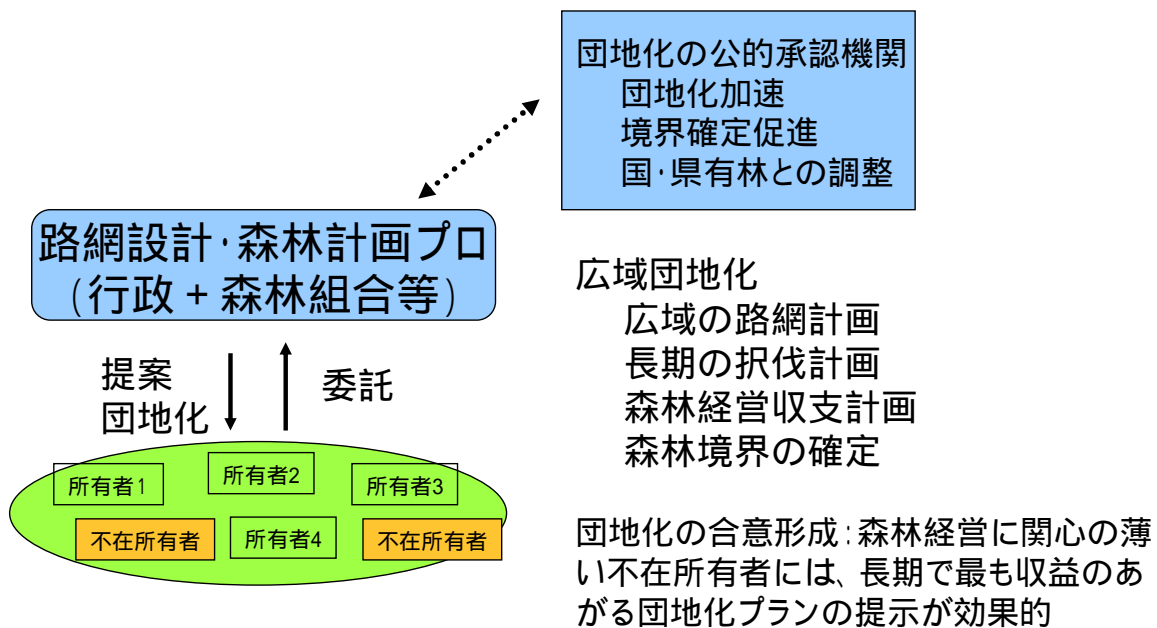 団地化の公的承認機関
団地化加速
境界確定促進
国・県有林との調整
路網設計・森林計画プロ
(行政+森林組合等)
提案
団地化
委託
所有者1
所有者2
所有者3
不在所有者
所有者4
不在所有者
広域団地化
広域の路網計画
長期の択伐計画
森林経営収支計画
森林境界の確定
団地化の合意形成:森林経営に関心の薄
い不在所有者には、長期で最も収益のあ
がる団地化プランの提示が効果的